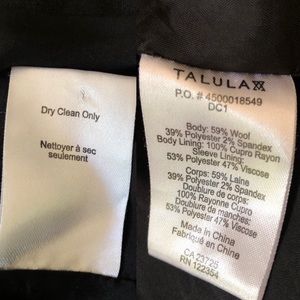 Dry Clean Only
Nettoyer à sec
seulement
TALULA
P.O. # 4500018549
DC1
Body: 59% Wool
39% Polyester 2% Spandex
Body Lining: 100% Cupro Rayon
Sleeve Lining:
53% Polyester 47% Viscose
Corps: 59% Laine
39% Polyester 2% Spandex
Doublure de corps:
100% Rayonne Cupro
Doublure de manches:
53% Polyester 47% Viscose
Made In China
Fabriqué en Chine
CA 23725
RN 122354